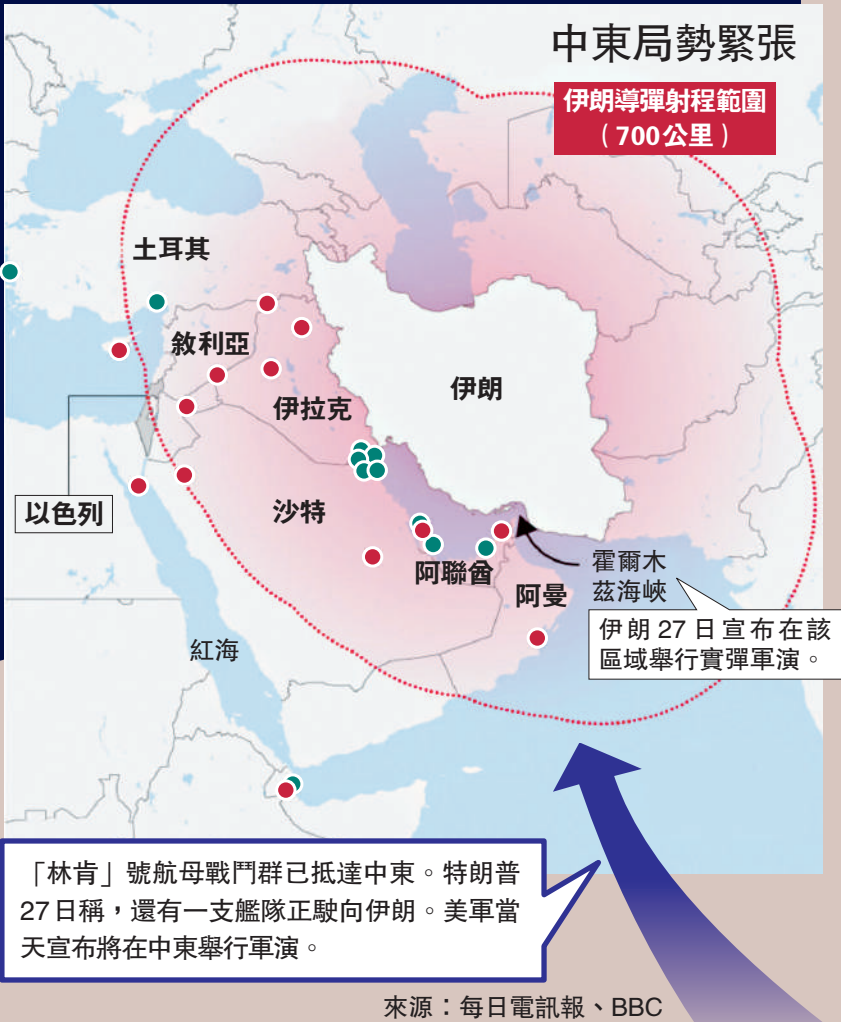 中東局勢緊張
伊朗導彈射程範圍
（700公里）
土耳其
敘利亞
伊拉克
伊朗
以色列
沙特
阿聯酋
阿曼
霍爾木
茲海峽
伊朗 27 日宣布在該
區域舉行實彈軍演。
紅海
「林肯」號航母戰鬥群已抵達中東。特朗普
27日稱，還有一支艦隊正駛向伊朗。美軍當
天宣布將在中東舉行軍演。
來源：每日電訊報、BBC